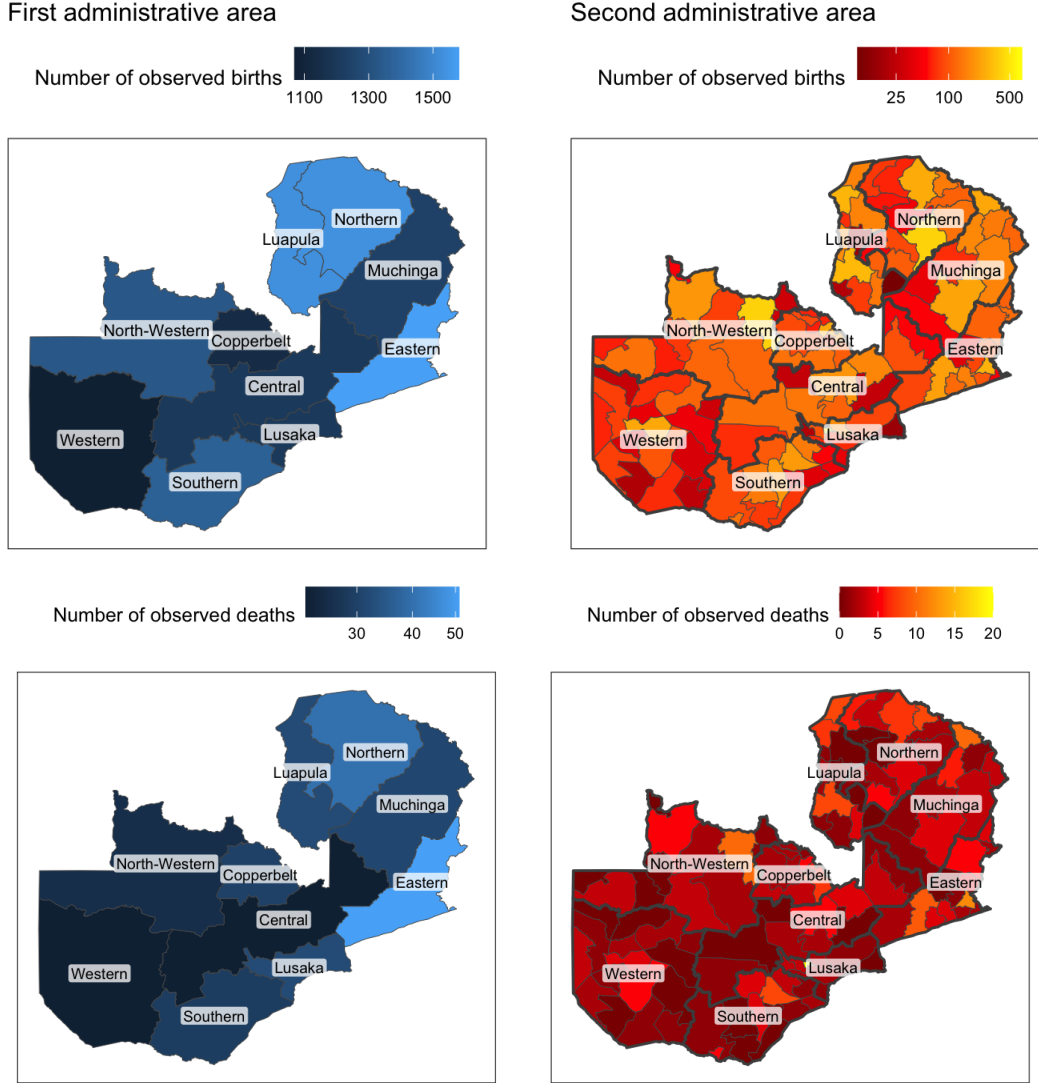 First administrative area
Second administrative area
Number of observed births
1100 1300 1500
Number of observed births
25 100 500
Northern
Luapula
Muchinga
North-Western
Copperbelt
Eastern
Central
Western
Lusaka
Southern
Northern
Luapula
Muchinga
North-Western
Copperbelt
Eastern
Central
Western
Lusaka
Southern
Number of observed deaths
30 40 50
Number of observed deaths
0 5 10 15 20
Northern
Luapula
Muchinga
North-Western
Copperbelt
Eastern
Central
Western
Lusaka
Southern
Northern
Luapula
Muchinga
North-Western
Copperbelt
Eastern
Central
Western
Lusaka
Southern